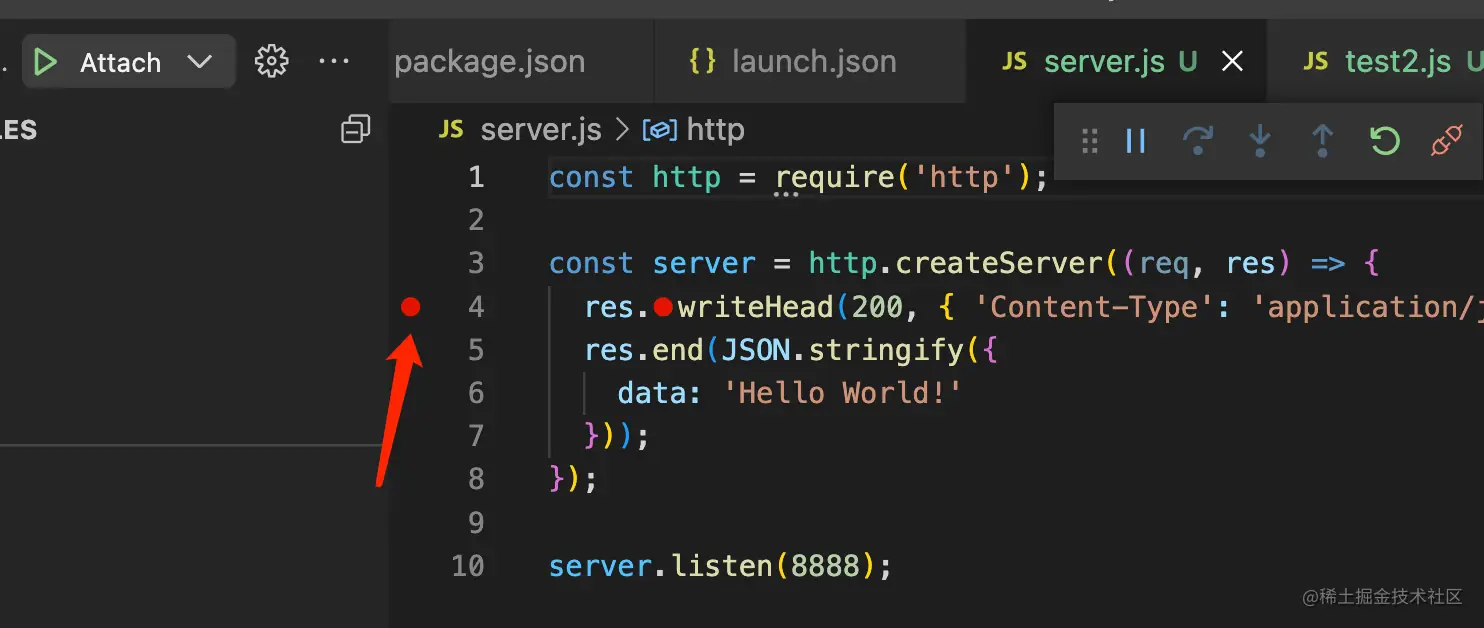 Attach
package.json
{} launch.json
JS server.js U
JS test2.js U
LES
JS server.js > http
1 const http = require('http');
2
3 const server = http.createServer((req, res) => {
4 res.writeHead(200, { 'Content-Type': 'application/j
5 res.end(JSON.stringify({
6 data: 'Hello World!'
7 }));
8 });
9
10 server.listen(8888);
@稀土掘金技术社区